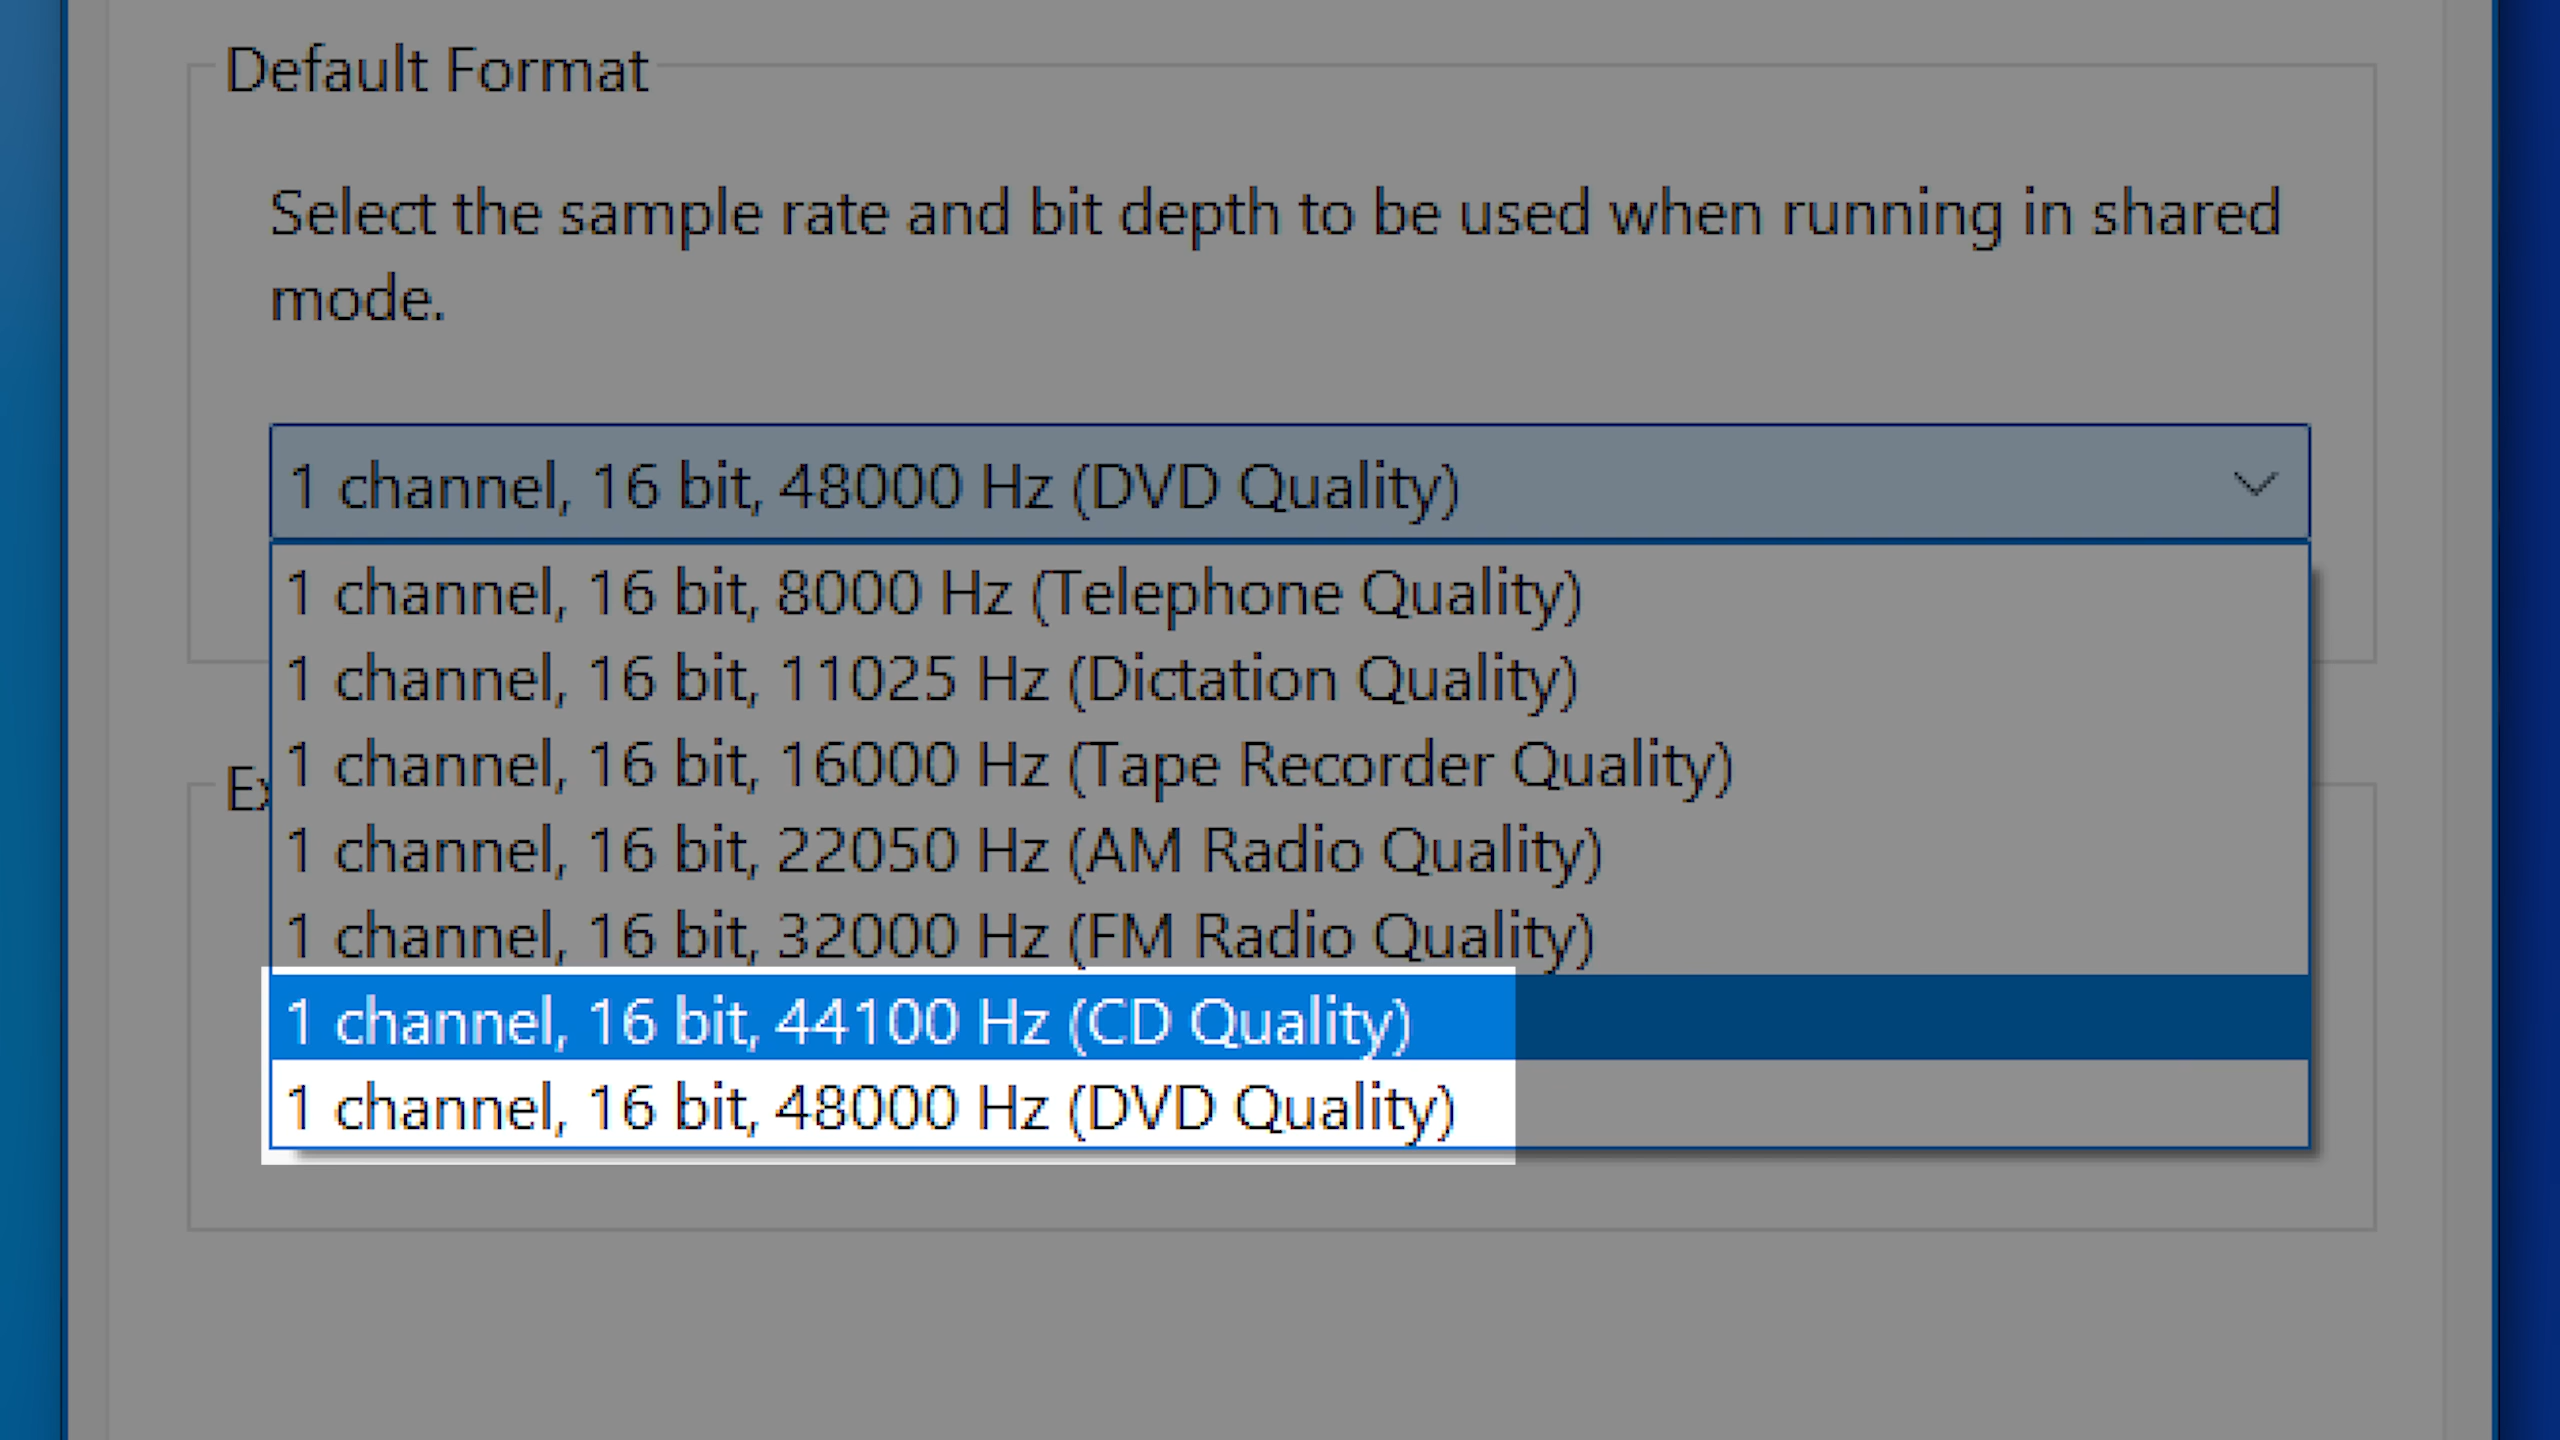 Default Format
Select the sample rate and bit depth to be used when running in shared
mode.
1 channel, 16 bit, 48000 Hz (DVD Quality)
1 channel, 16 bit, 8000 Hz (Telephone Quality)
1 channel, 16 bit, 11025 Hz (Dictation Quality)
1 channel, 16 bit, 16000 Hz (Tape Recorder Quality)
1 channel, 16 bit, 22050 Hz (AM Radio Quality)
1 channel, 16 bit, 32000 Hz (FM Radio Quality)
1 channel, 16 bit, 44100 Hz (CD Quality)
1 channel, 16 bit, 48000 Hz (DVD Quality)